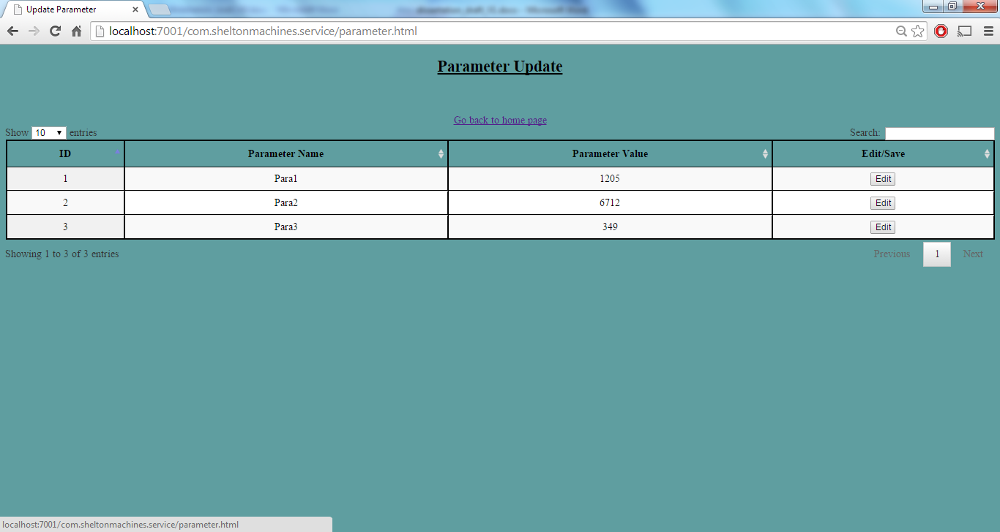 Update Parameter
localhost:7001/com.sheltonmachines.service/parameter.html
Parameter Update
Go back to home page
Show 10 entries Search:
ID Parameter Name Parameter Value Edit/Save
1 Para1 1205 Edit
2 Para2 6712 Edit
3 Para3 349 Edit
Showing 1 to 3 of 3 entries Previous 1 Next
localhost:7001/com.sheltonmachines.service/parameter.html